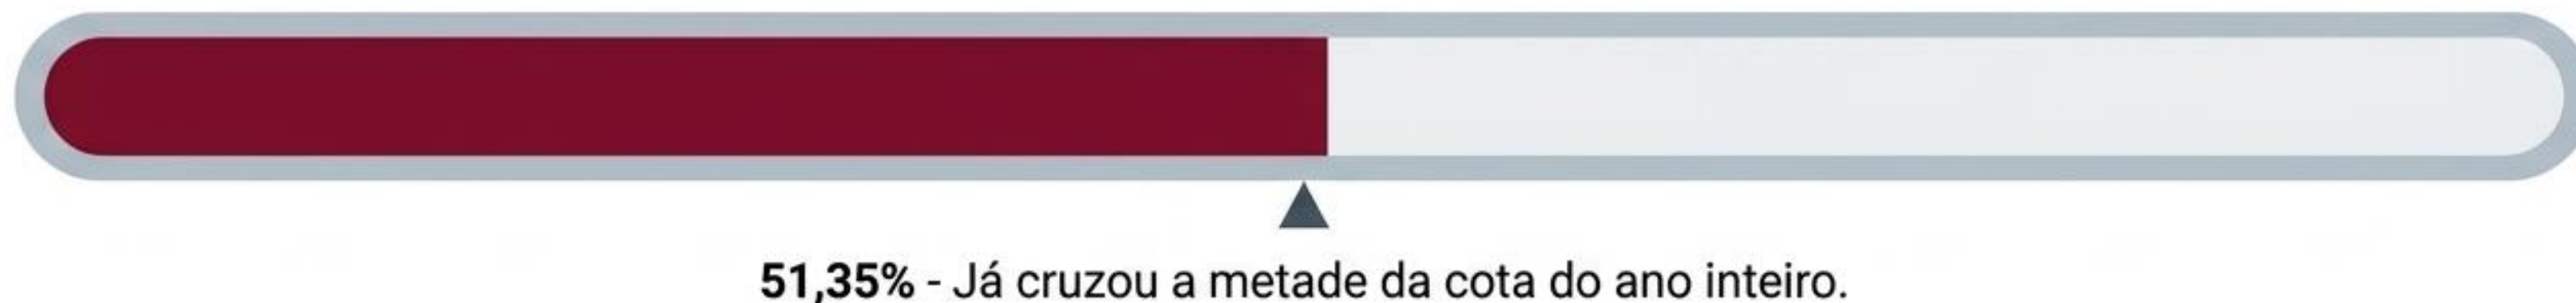 51,35% - Já cruzou a metade da cota do ano inteiro.